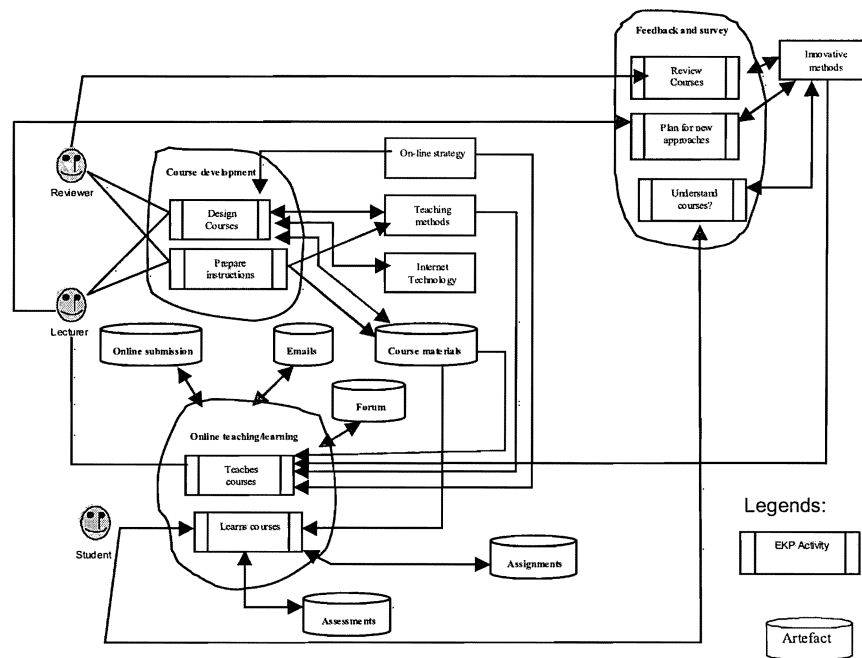 Feedback and survey
Review
Courses
Innovative
methods
Plan for new
approaches
Understand
courses?
Reviewer
Course development
Design
Courses
Prepare
instructions
On-line strategy
Teaching
methods
Internet
Technology
Lecturer
Online submission
Emails
Course materials
Forum
Online teaching/learning
Teaches
courses
Learns courses
Student
Assignments
Assessments
Legends:
EKP Activity
Artefact